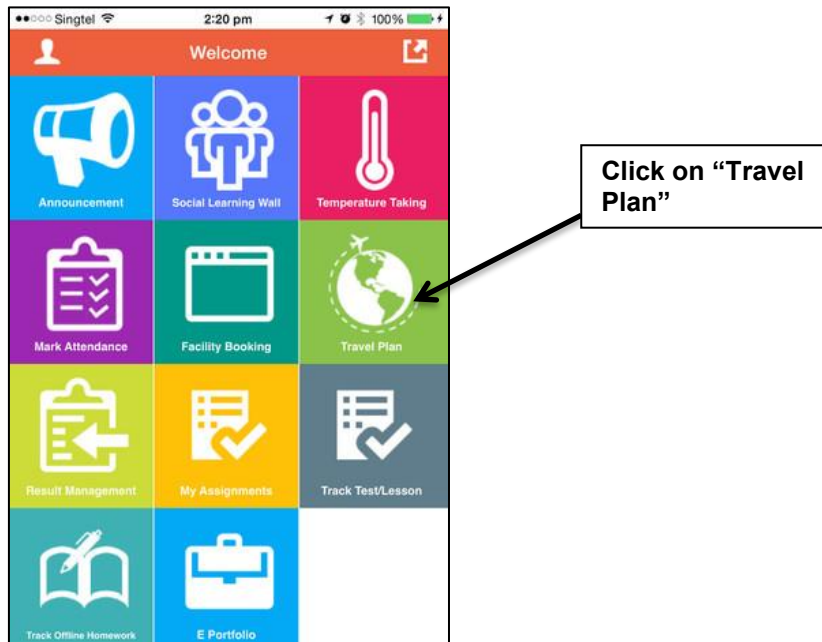 Singtel 2:20 pm 100%
Welcome
Announcement Social Learning Wall Temperature Taking
Click on “Travel
Plan”
Mark Attendance Facility Booking Travel Plan
Result Management My Assignments Track Test/Lesson
Track Offline Homework E Portfolio